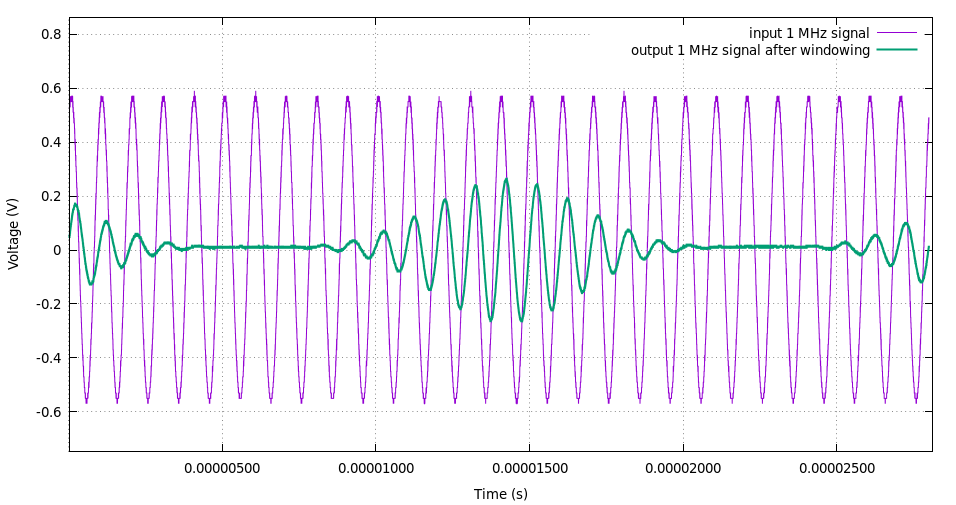 input 1 MHz signal
output 1 MHz signal after windowing
0.8
0.6
0.4
0.2
0
-0.2
-0.4
-0.6
Voltage (V)
0.00000500 0.00001000 0.00001500 0.00002000 0.00002500
Time (s)